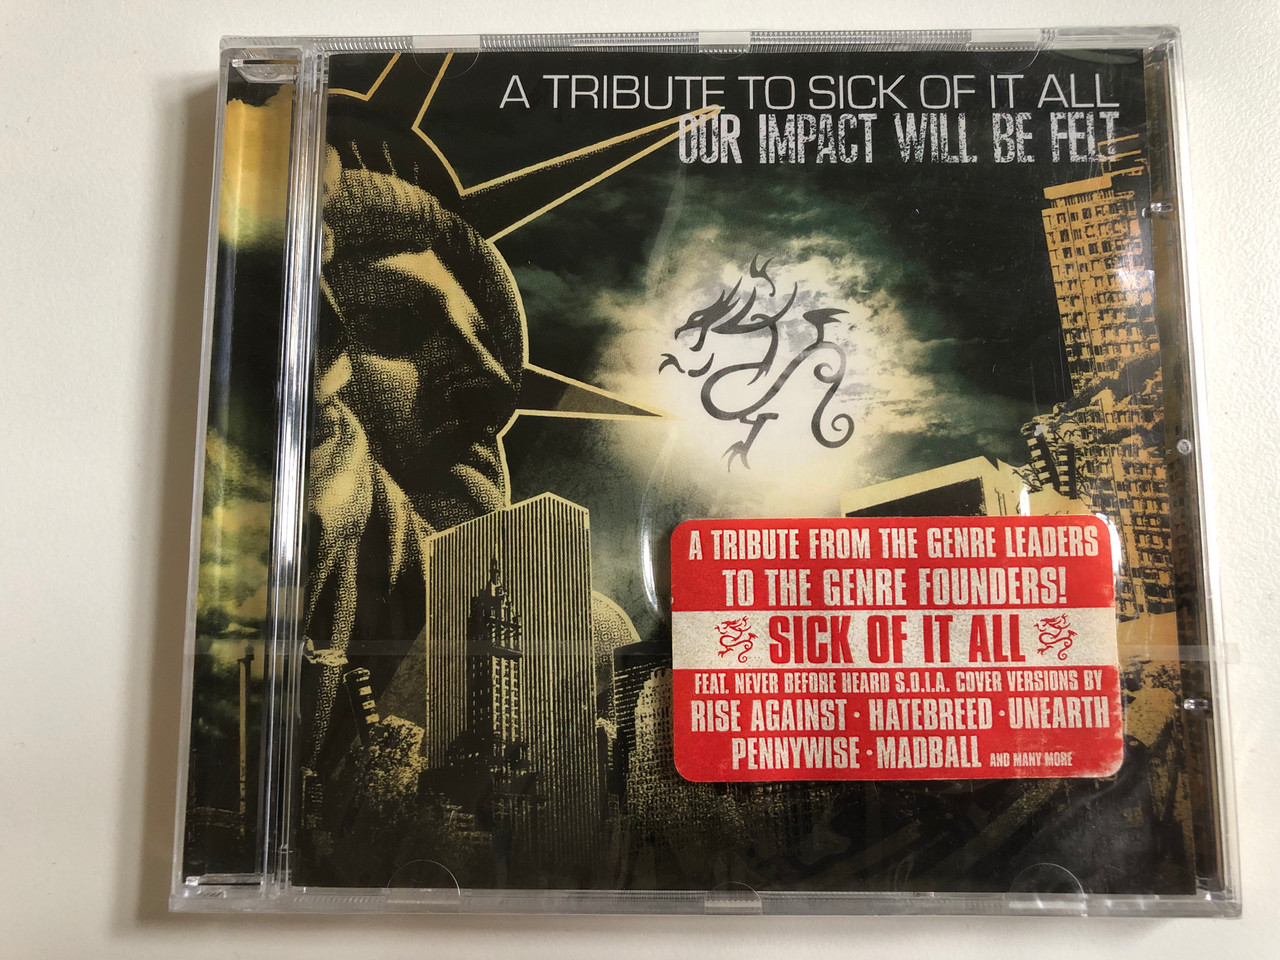 A TRIBUTE TO SICK OF IT ALL
OUR IMPACT WILL BE FELT
A TRIBUTE FROM THE GENRE LEADERS
TO THE GENRE FOUNDERS!
SICK OF IT ALL
FEAT. NEVER BEFORE HEARD S.O.I.A. COVER VERSIONS BY
RISE AGAINST · HATEBREED · UNEARTH
PENNYWISE · MADBALL AND MANY MORE